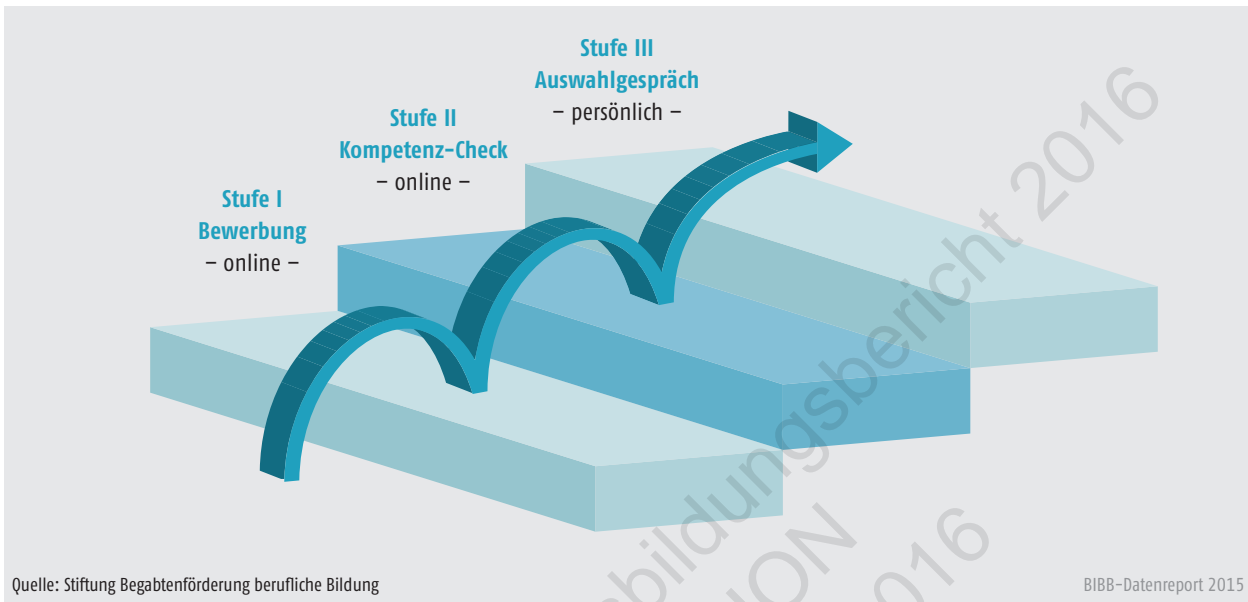 Stufe III
Auswahlgespräch
– persönlich –
Stufe II
Kompetenz-Check
– online –
Stufe I
Bewerbung
– online –
Quelle: Stiftung Begabtenförderung berufliche Bildung
BIBB-Datenreport 2015
2016